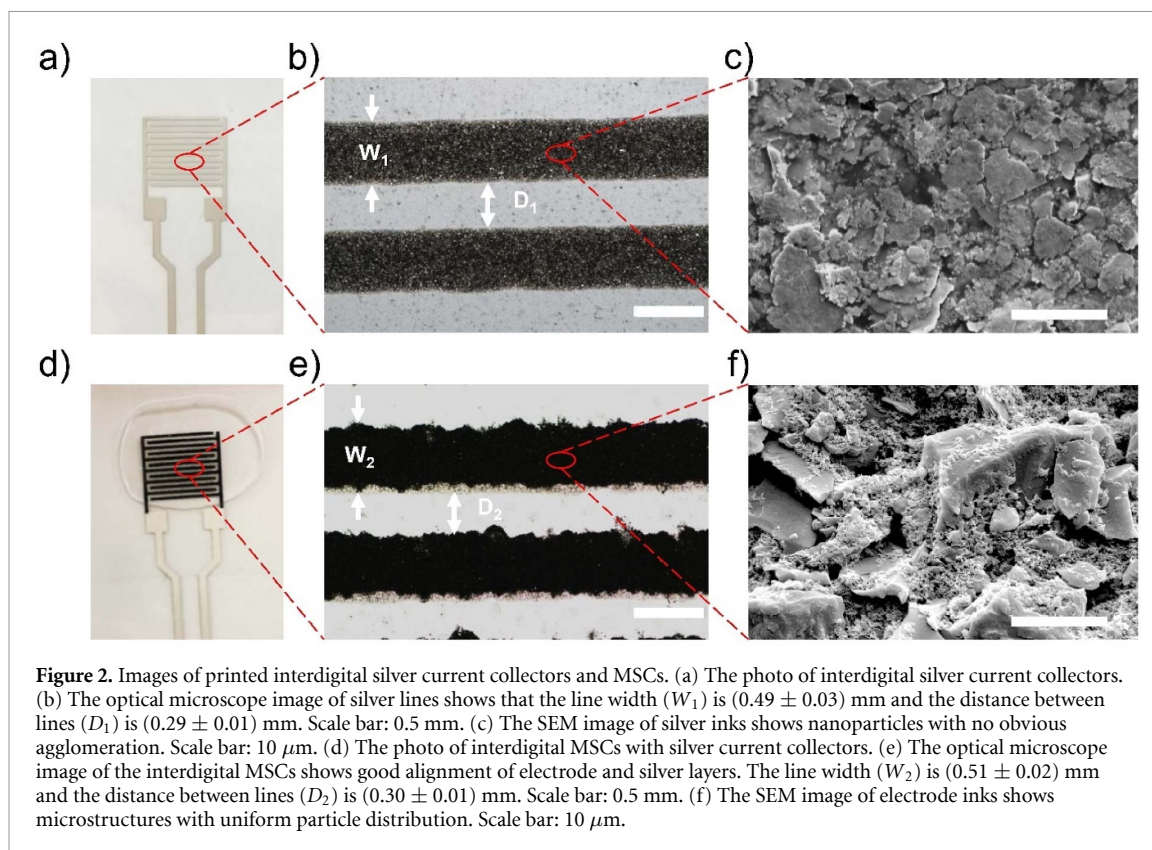 a)
b)
c)
W₁
D₁
d)
e)
f)
W₂
D₂
Figure 2. Images of printed interdigital silver current collectors and MSCs. (a) The photo of interdigital silver current collectors.
(b) The optical microscope image of silver lines shows that the line width (W₁) is (0.49 ± 0.03) mm and the distance between
lines (D₁) is (0.29 ± 0.01) mm. Scale bar: 0.5 mm. (c) The SEM image of silver inks shows nanoparticles with no obvious
agglomeration. Scale bar: 10 μm. (d) The photo of interdigital MSCs with silver current collectors. (e) The optical microscope
image of the interdigital MSCs shows good alignment of electrode and silver layers. The line width (W₂) is (0.51 ± 0.02) mm
and the distance between lines (D₂) is (0.30 ± 0.01) mm. Scale bar: 0.5 mm. (f) The SEM image of electrode inks shows
microstructures with uniform particle distribution. Scale bar: 10 μm.